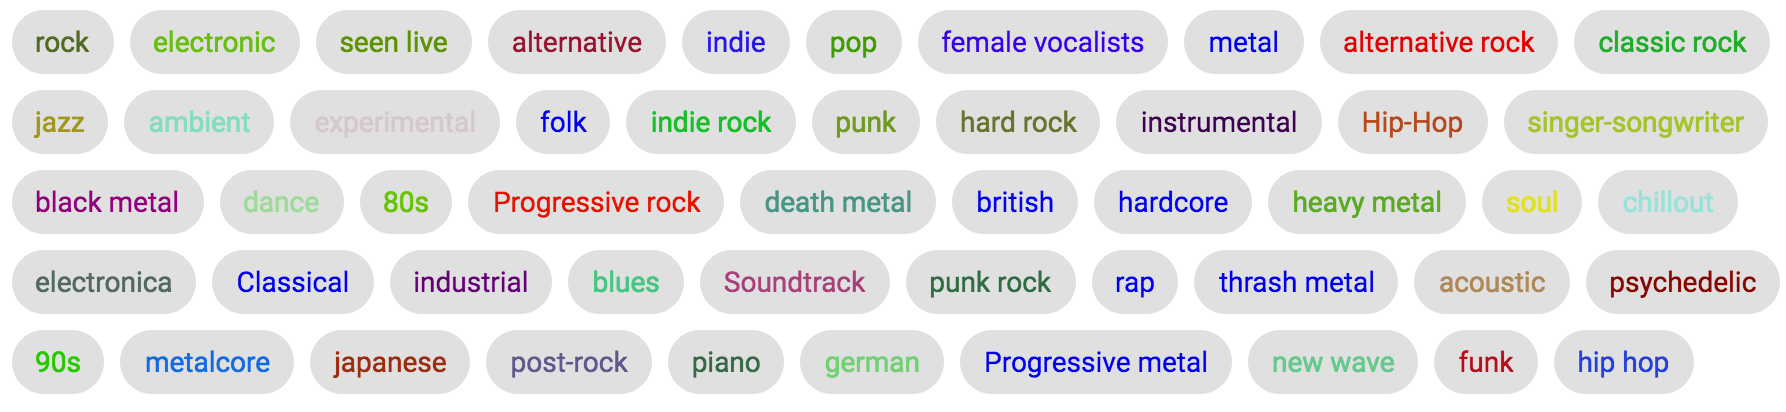 rock electronic seen live alternative indie pop female vocalists metal alternative rock classic rock
jazz ambient experimental folk indie rock punk hard rock instrumental Hip-Hop singer-songwriter
black metal dance 80s Progressive rock death metal british hardcore heavy metal soul chillout
electronica Classical industrial blues Soundtrack punk rock rap thrash metal acoustic psychedelic
90s metalcore japanese post-rock piano german Progressive metal new wave funk hip hop